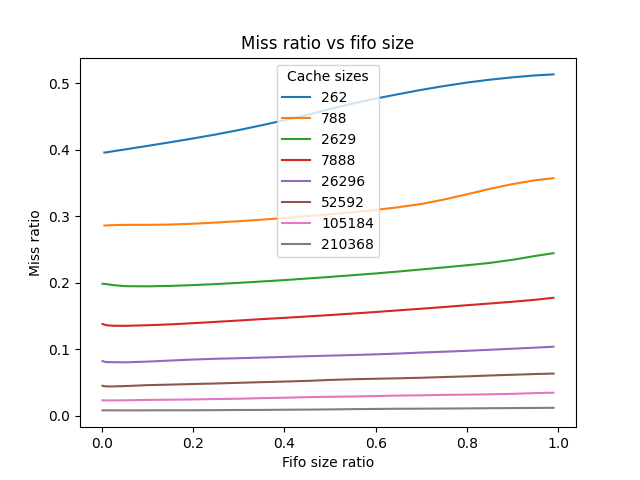 Miss ratio vs fifo size
Cache sizes
262
788
2629
7888
26296
52592
105184
210368
Miss ratio
0.5
0.4
0.3
0.2
0.1
0.0
0.0 0.2 0.4 0.6 0.8 1.0
Fifo size ratio